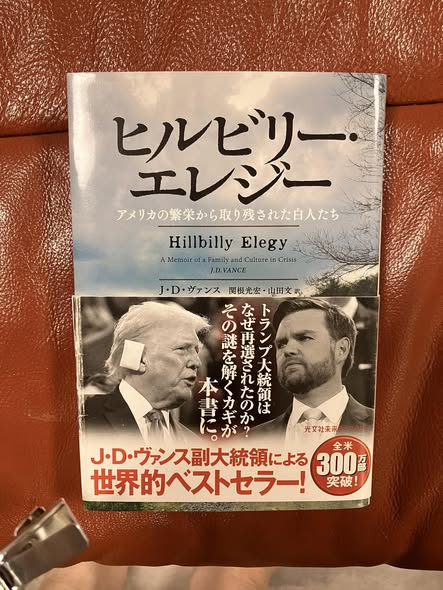 ヒルビリー・
エレジー
アメリカの繁栄から取り残された白人たち
Hillbilly Elegy
A Memoir of a Family and Culture in Crisis
J.D.VANCE
J・D・ヴァンス 関根光宏・山田文 訳
トランプ大統領は
なぜ再選されたのか?
その謎を解くカギが
本書に。
光文社未来
J・D・ヴァンス副大統領による
世界的ベストセラー!
全米
300万部
突破!